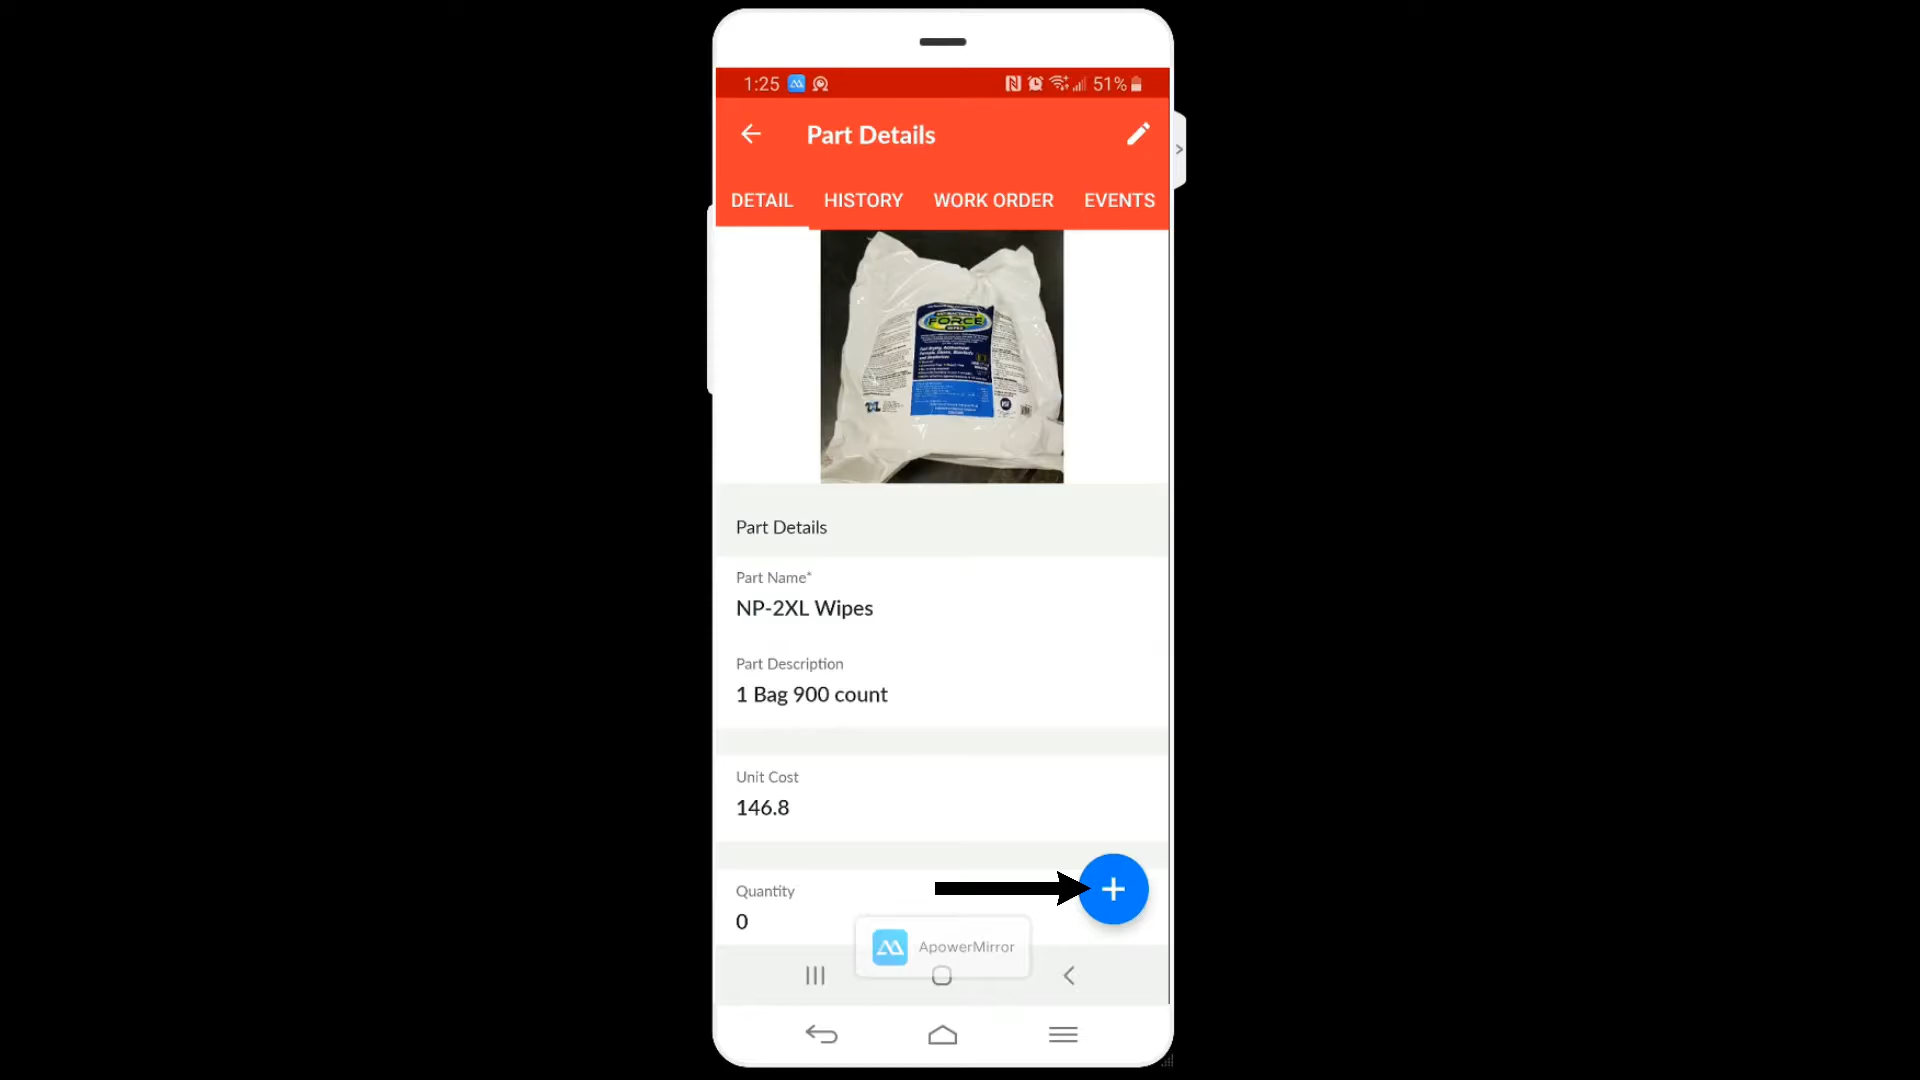 1:25
51%
Part Details
DETAIL HISTORY WORK ORDER EVENTS
FORCE
2XL
Part Details
Part Name*
NP-2XL Wipes
Part Description
1 Bag 900 count
Unit Cost
146.8
Quantity
0
ApowerMirror